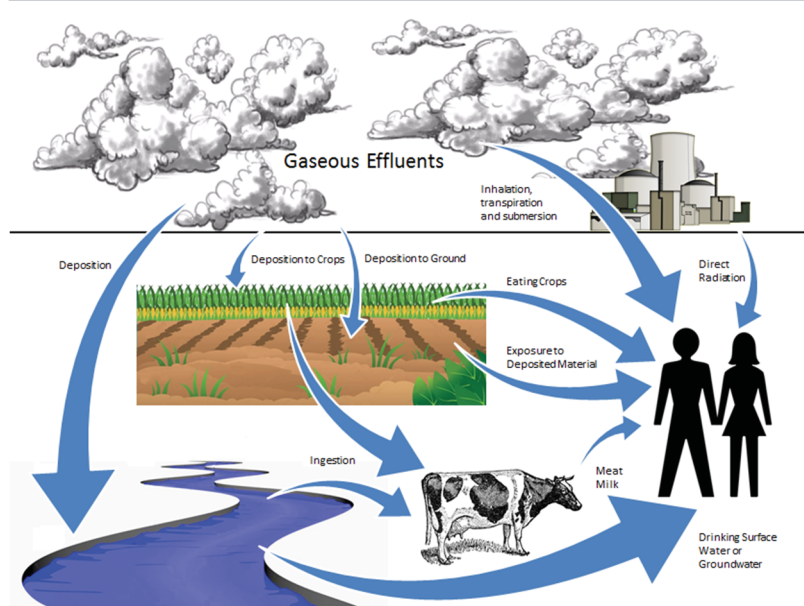 Gaseous Effluents
Inhalation,
transpiration
and submersion
Deposition
Deposition to Crops
Deposition to Ground
Direct
Radiation
Eating Crops
Exposure to
Deposited Material
Ingestion
Meat
Milk
Drinking Surface
Water or
Groundwater